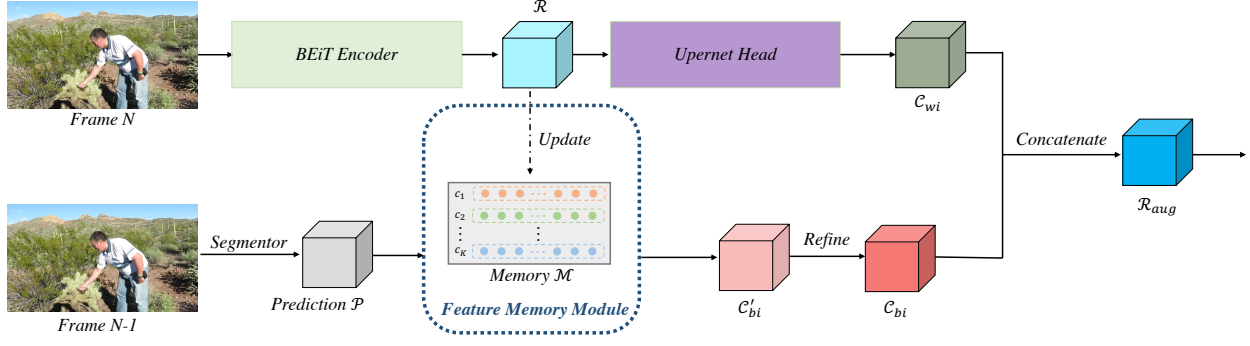 ℛ
BEiT Encoder
Upernet Head
Frame N
𝒞wi
Update
Concatenate
c1
c2
⋮ ⋮
cK
Memory ℳ
Feature Memory Module
ℛaug
Segmentor
Prediction 𝒫
Refine
𝒞′bi
𝒞bi
Frame N-1